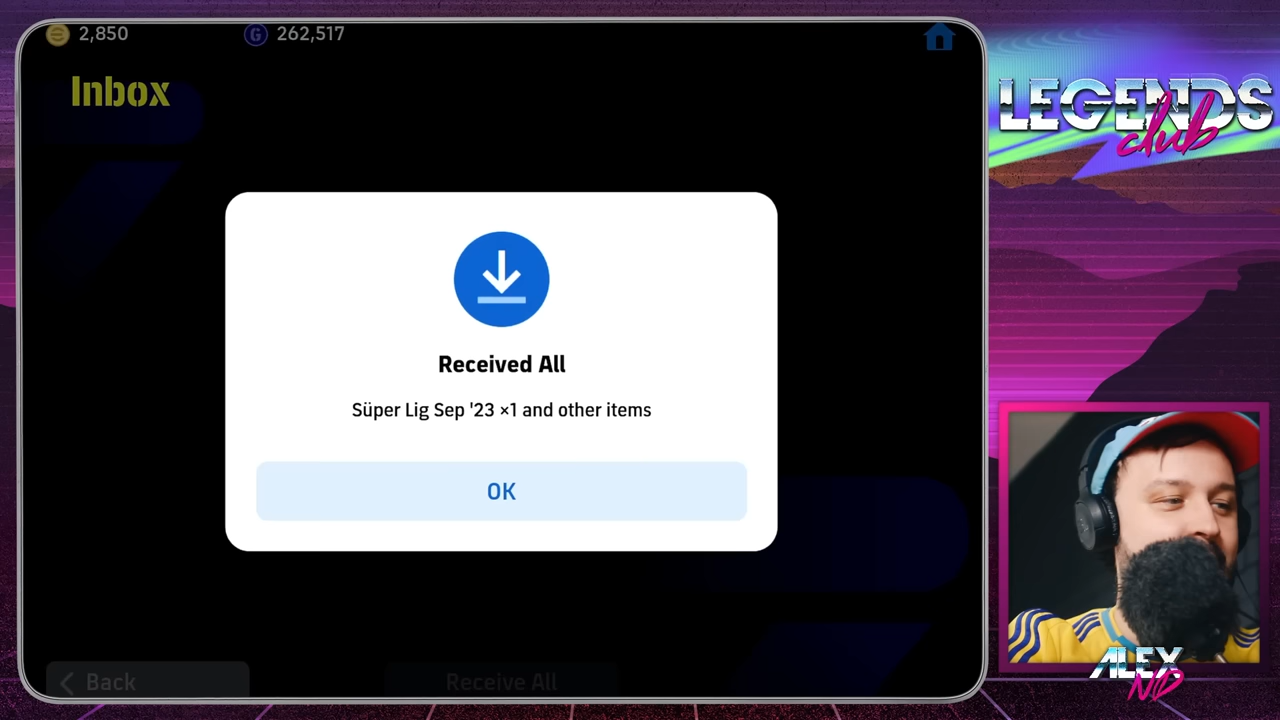 2,850
G 262,517
Inbox
Received All
Süper Lig Sep '23 ×1 and other items
OK
Back
Receive All
LEGENDS
club
ALEX
ND